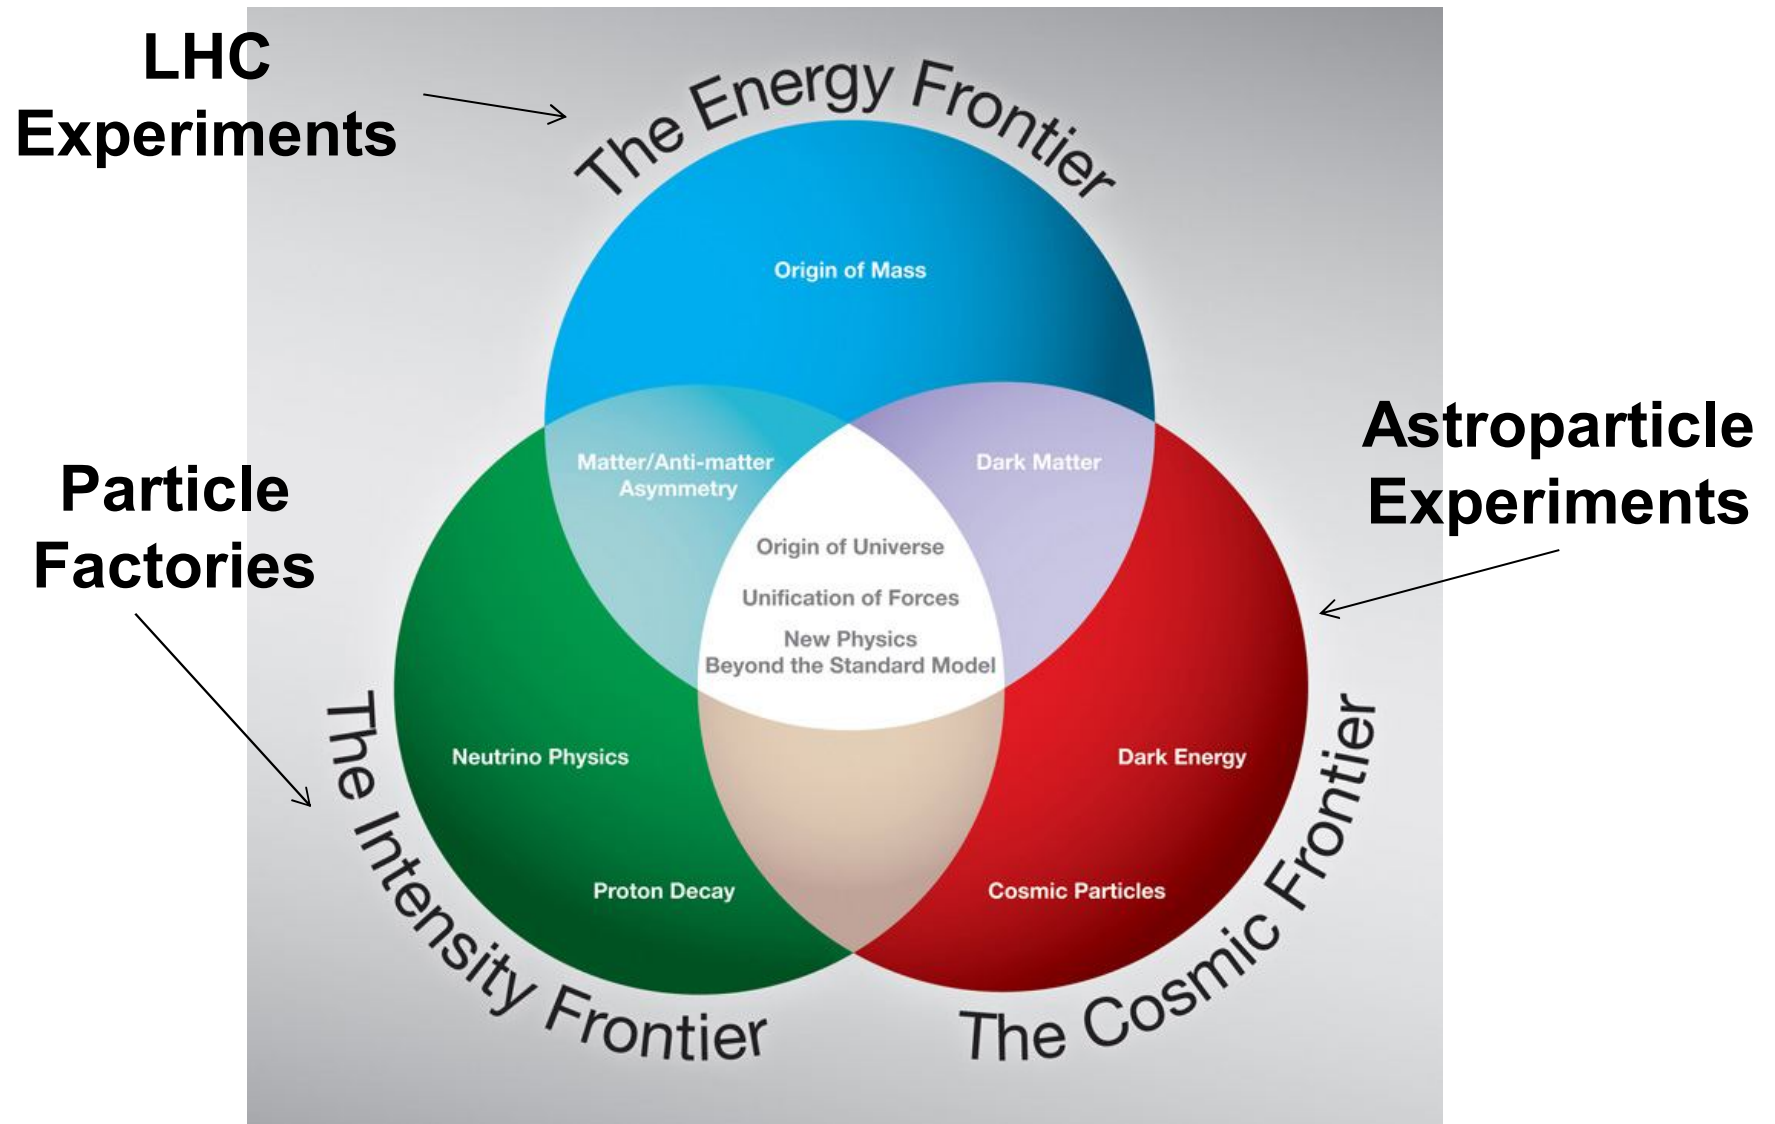 LHC
Experiments
The Energy Frontier
Origin of Mass
Astroparticle
Experiments
Particle
Factories
Matter/Anti-matter
Asymmetry
Dark Matter
Origin of Universe
Unification of Forces
New Physics
Beyond the Standard Model
Neutrino Physics
Dark Energy
Proton Decay
Cosmic Particles
The Intensity Frontier
The Cosmic Frontier